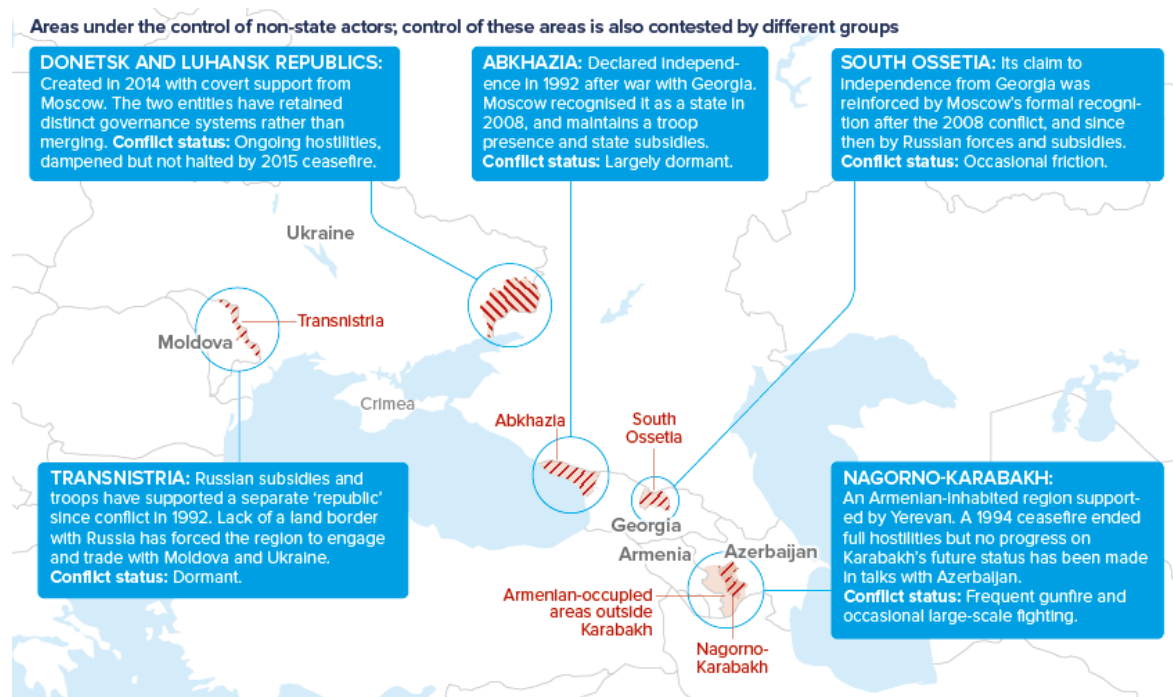 Areas under the control of non-state actors; control of these areas is also contested by different groups
DONETSK AND LUHANSK REPUBLICS:
Created in 2014 with covert support from
Moscow. The two entities have retained
distinct governance systems rather than
merging. Conflict status: Ongoing hostilities,
dampened but not halted by 2015 ceasefire.
ABKHAZIA: Declared independ-
ence in 1992 after war with Georgia.
Moscow recognised it as a state in
2008, and maintains a troop
presence and state subsidies.
Conflict status: Largely dormant.
SOUTH OSSETIA: Its claim to
independence from Georgia was
reinforced by Moscow's formal recogni-
tion after the 2008 conflict, and since
then by Russian forces and subsidies.
Conflict status: Occasional friction.
Ukraine
Transnistria
Moldova
Crimea
Abkhazia
South
Ossetia
Georgia
Armenia
Azerbaijan
Armenian-occupied
areas outside
Karabakh
Nagorno-
Karabakh
TRANSNISTRIA: Russian subsidies and
troops have supported a separate 'republic'
since conflict in 1992. Lack of a land border
with Russia has forced the region to engage
and trade with Moldova and Ukraine.
Conflict status: Dormant.
NAGORNO-KARABAKH:
An Armenian-inhabited region support-
ed by Yerevan. A 1994 ceasefire ended
full hostilities but no progress on
Karabakh's future status has been made
in talks with Azerbaijan.
Conflict status: Frequent gunfire and
occasional large-scale fighting.